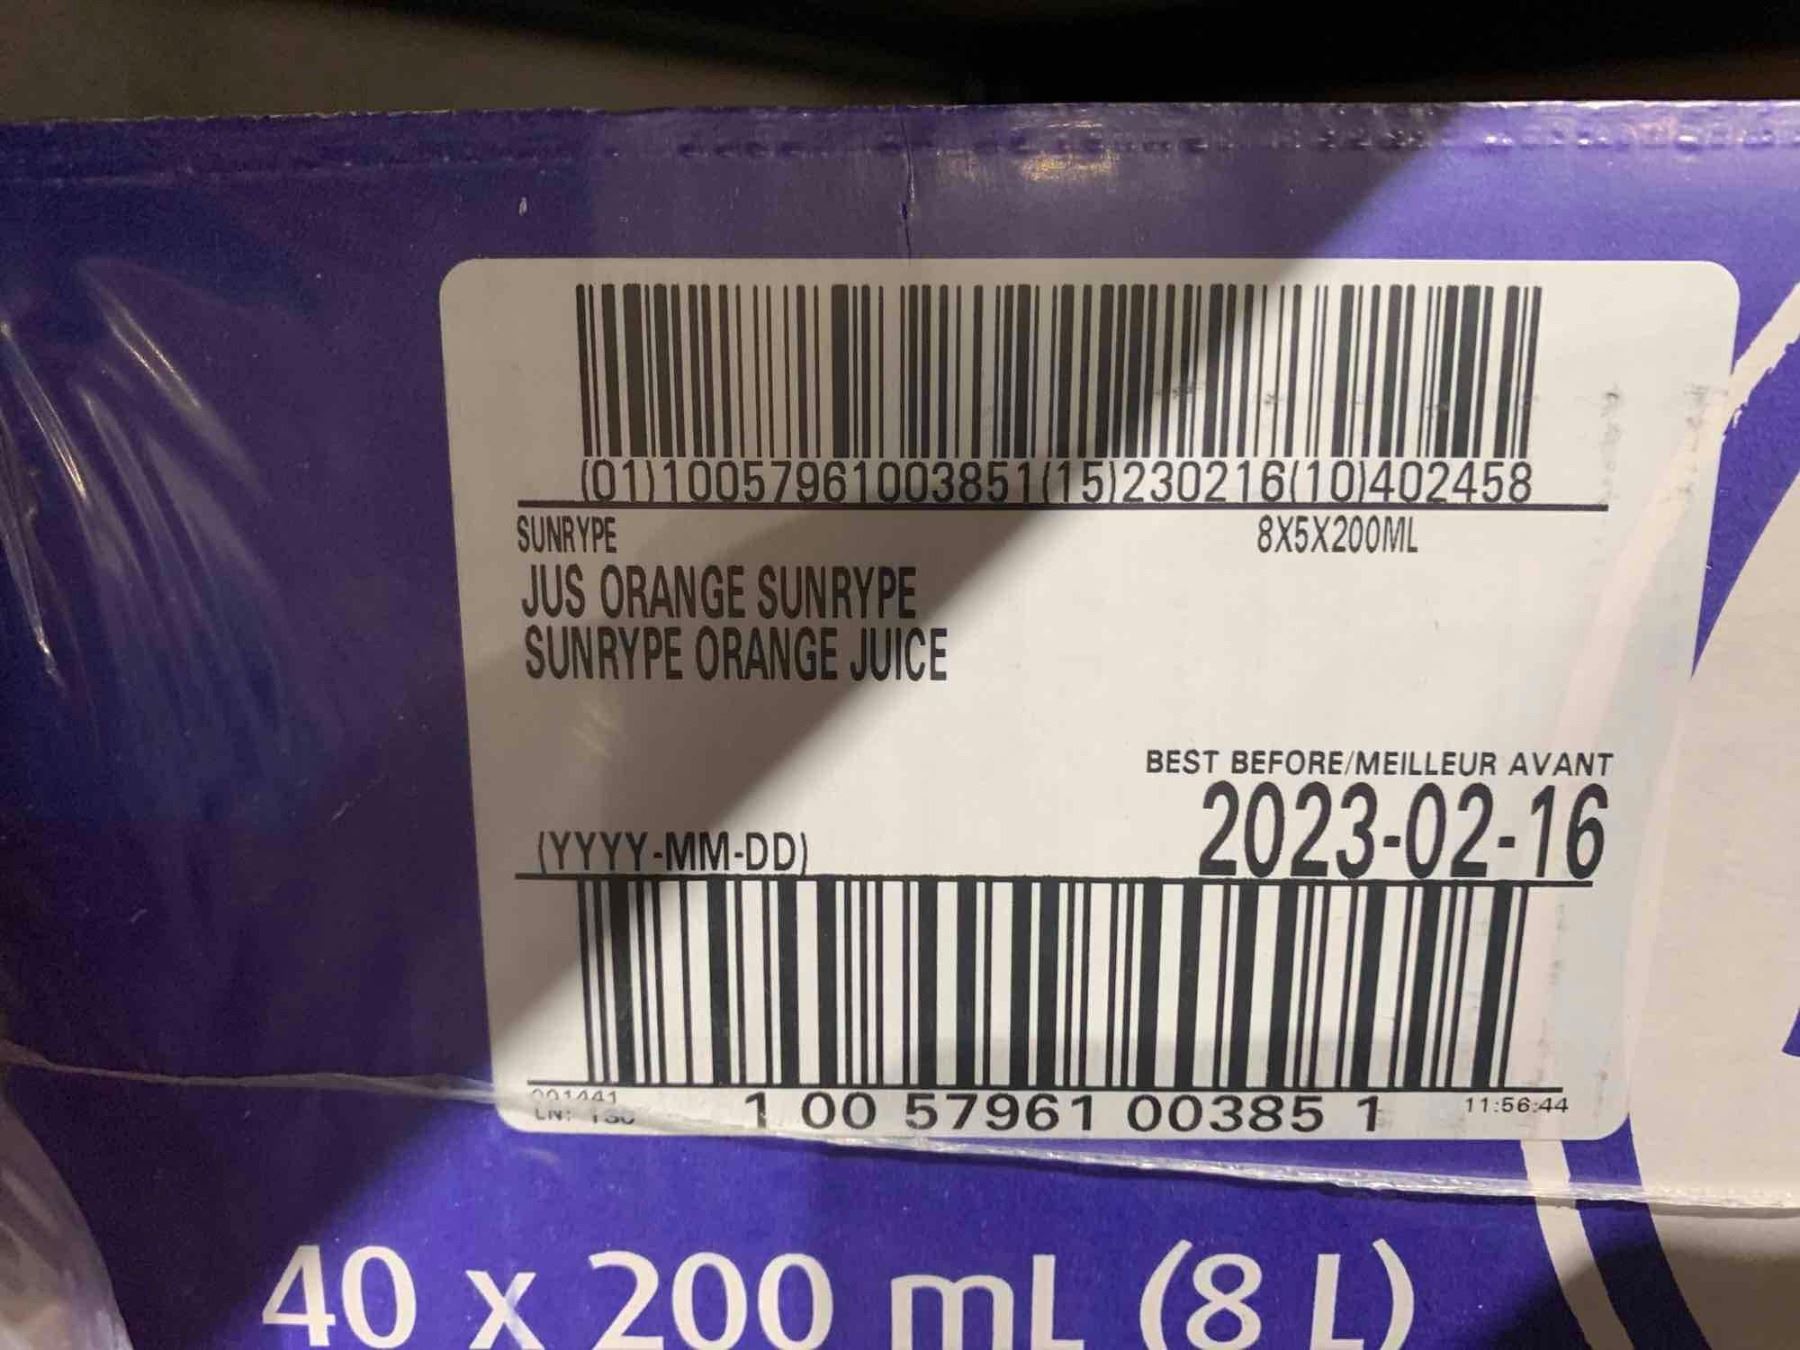 (01)10057961003851(15)230216(10)402458
SUNRYPE 8X5X200ML
JUS ORANGE SUNRYPE
SUNRYPE ORANGE JUICE
BEST BEFORE/MEILLEUR AVANT
(YYYY-MM-DD) 2023-02-16
1 00 57961 00385 1 11:56:44
40 x 200 mL (8 L)